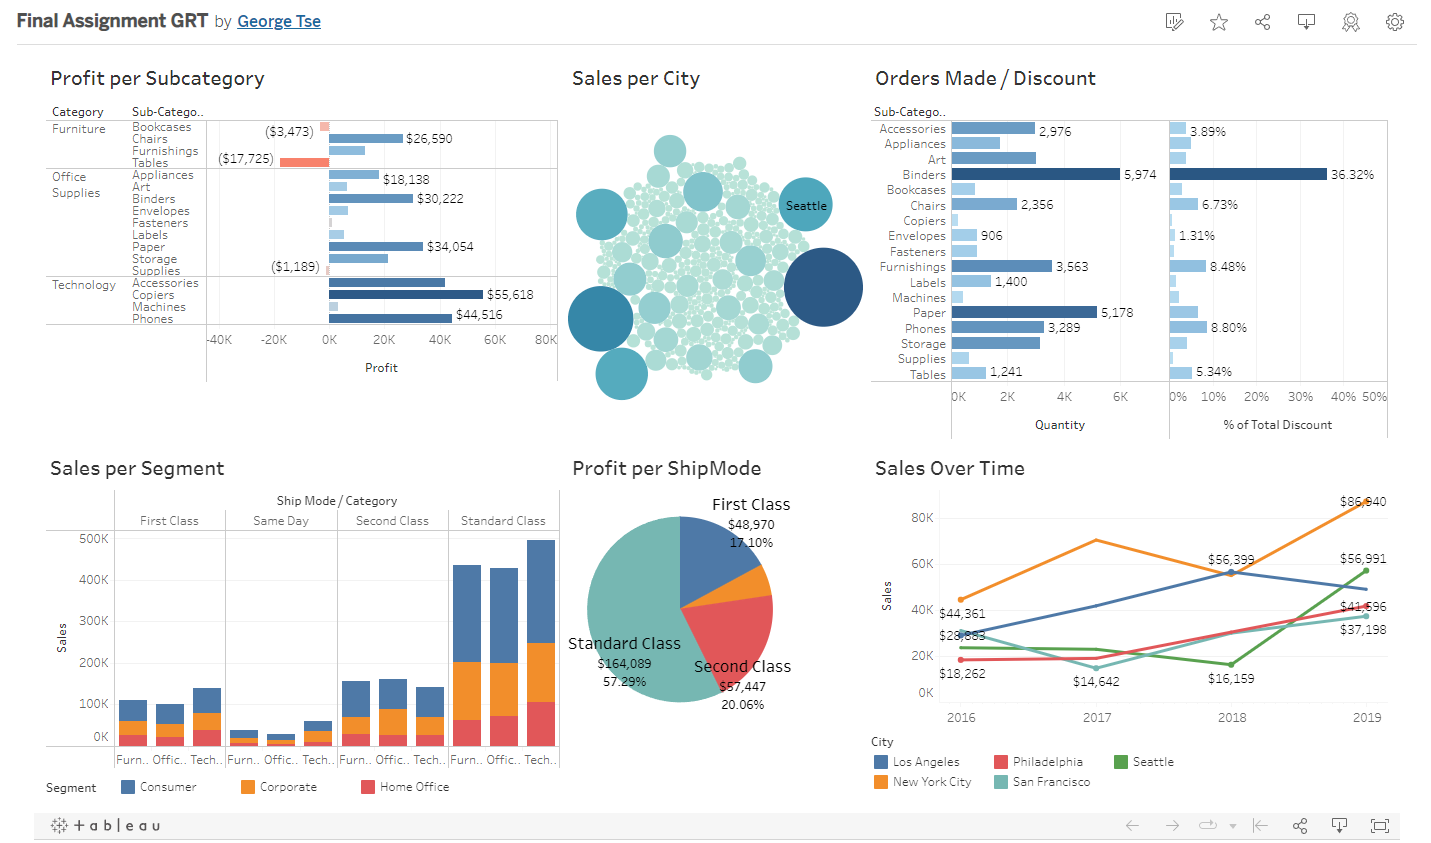 Final Assignment GRT by George Tse
Profit per Subcategory
Category Sub-Catego..
Furniture
Bookcases ($3,473)
Chairs $26,590
Furnishings
Tables ($17,725)
Office Supplies
Appliances $18,138
Art
Binders $30,222
Envelopes
Fasteners
Labels
Paper $34,054
Storage
Supplies ($1,189)
Technology
Accessories
Copiers $55,618
Machines
Phones $44,516
-40K -20K 0K 20K 40K 60K 80K
Profit
Sales per City
Seattle
Orders Made / Discount
Sub-Catego..
Accessories 2,976 3.89%
Appliances
Art
Binders 5,974 36.32%
Bookcases
Chairs 2,356 6.73%
Copiers
Envelopes 906 1.31%
Fasteners
Furnishings 3,563 8.48%
Labels 1,400
Machines
Paper 5,178
Phones 3,289 8.80%
Storage
Supplies
Tables 1,241 5.34%
0K 2K 4K 6K 0% 10% 20% 30% 40% 50%
Quantity % of Total Discount
Sales per Segment
Ship Mode / Category
First Class Same Day Second Class Standard Class
500K
400K
300K
200K
100K
0K
Sales
Furn.. Offic.. Tech.. Furn.. Offic.. Tech.. Furn.. Offic.. Tech.. Furn.. Offic.. Tech..
Segment Consumer Corporate Home Office
Profit per ShipMode
First Class
$48,970
17.10%
Standard Class
$164,089
57.29%
Second Class
$57,447
20.06%
Sales Over Time
80K
60K
40K
20K
0K
Sales
$86,940
$56,399
$56,991
$44,361
$41,596
$37,198
$18,262
$14,642
$16,159
2016 2017 2018 2019
City
Los Angeles Philadelphia Seattle
New York City San Francisco
+ableau